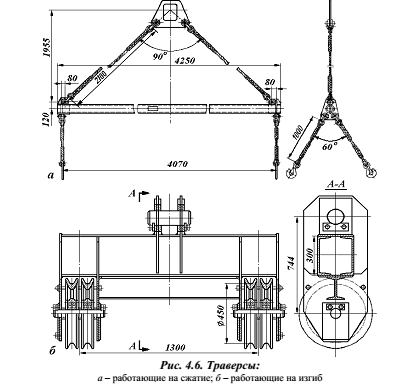 1955
90°
4250
80
2700
80
120
4070
а
1000
60°
А
А-А
744
300
ø450
А
1300
б
Рис. 4.6. Траверсы:
а – работающие на сжатие; б – работающие на изгиб